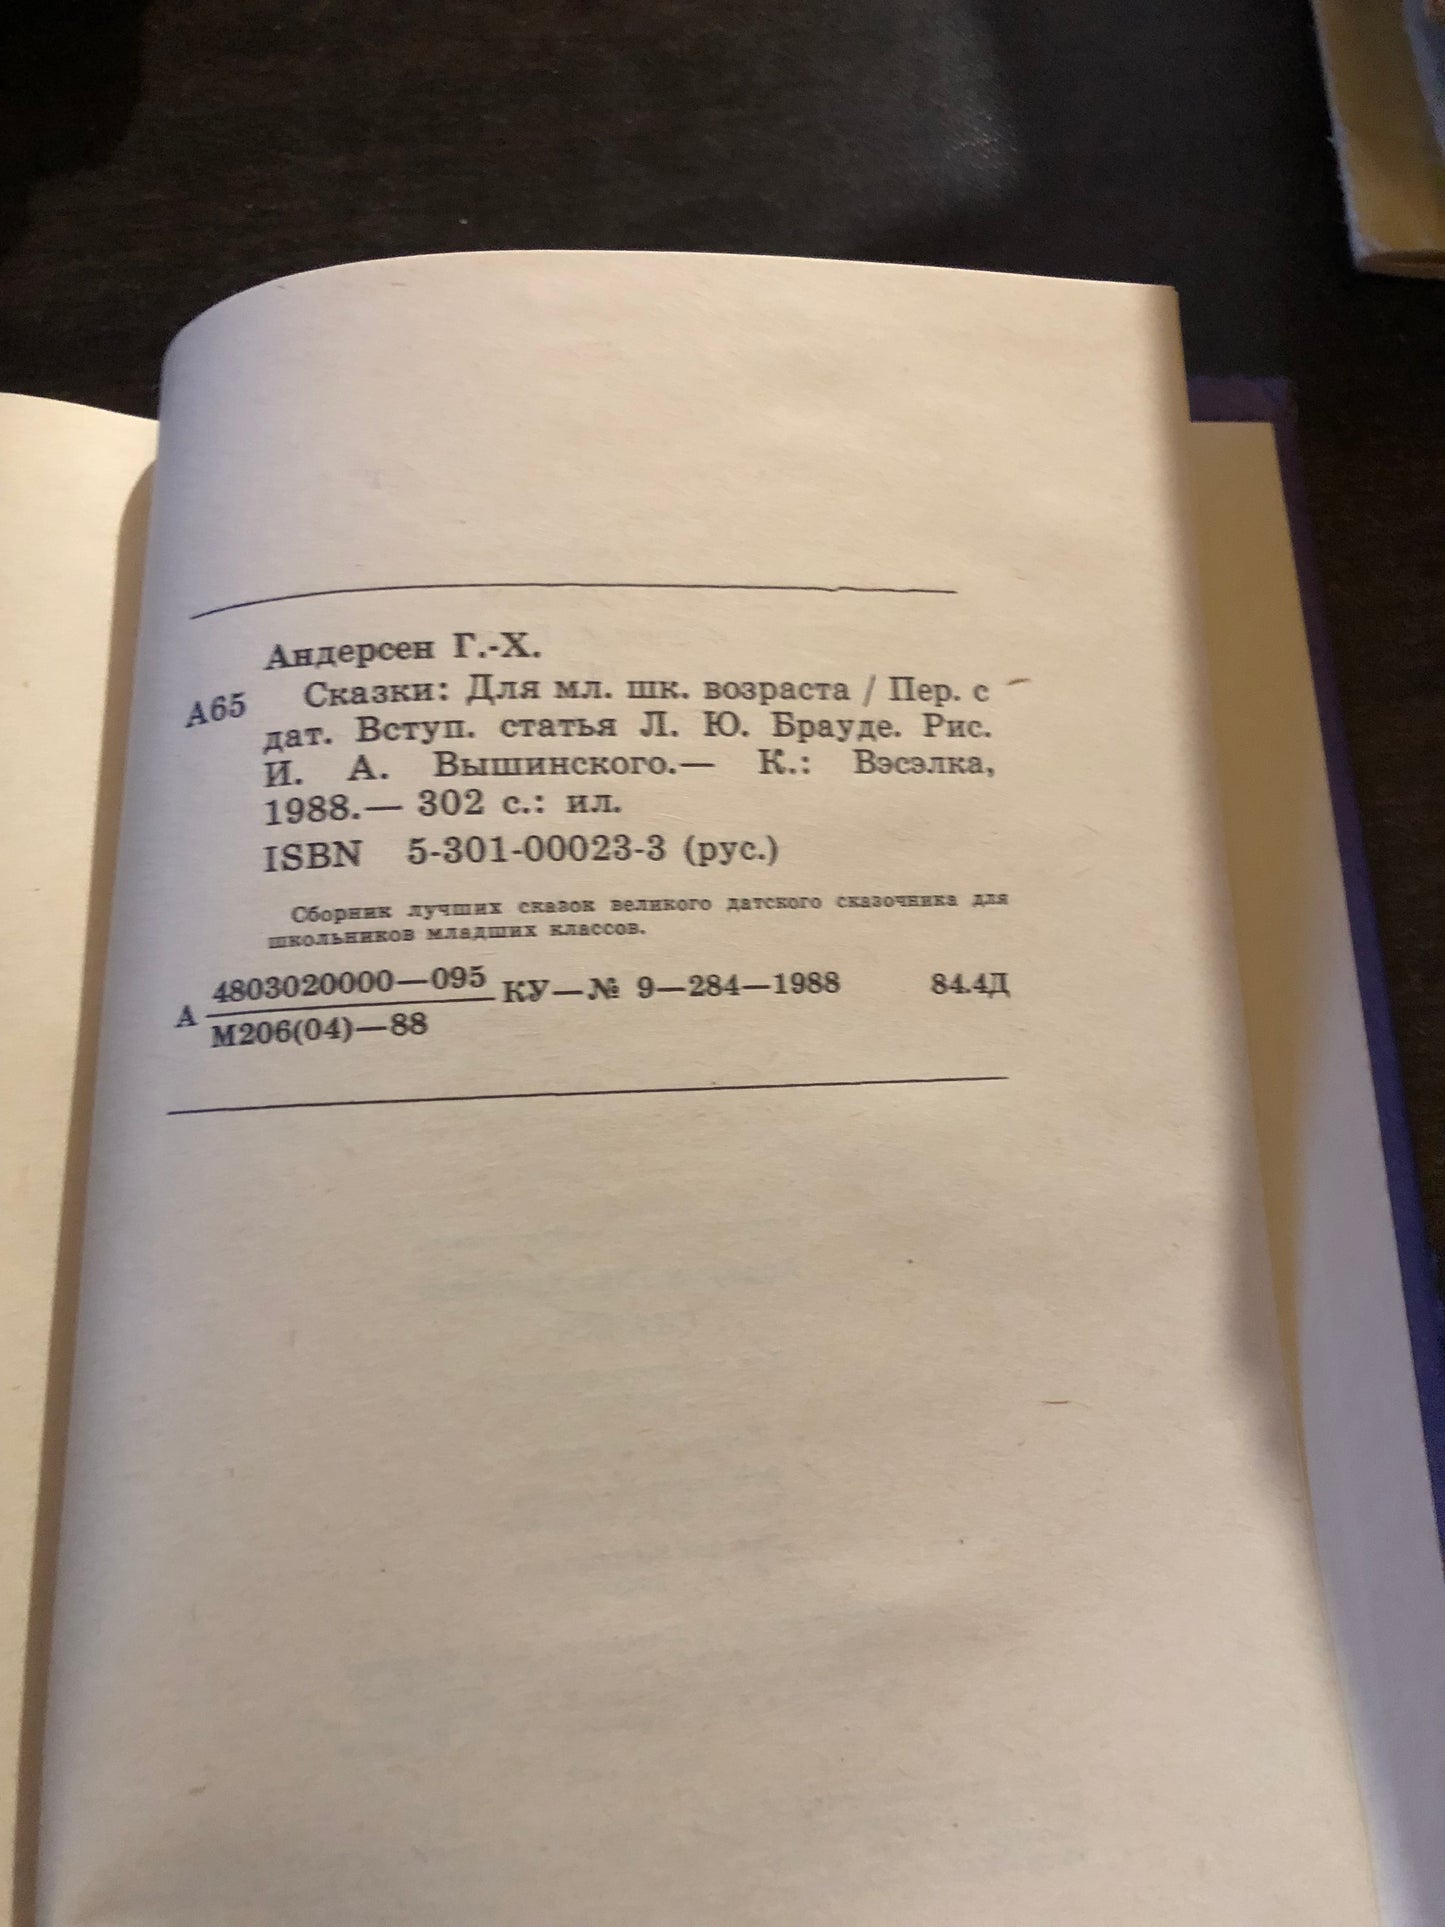 Андерсен Г.-Х.
А65 Сказки: Для мл. шк. возраста / Пер. с
дат. Вступ. статья Л. Ю. Брауде. Рис.
И. А. Вышинского.— К.: Вэсэлка,
1988.— 302 с.: ил.
ISBN 5-301-00023-3 (рус.)
Сборник лучших сказок великого датского сказочника для
школьников младших классов.
А 4803020000—095 КУ—№ 9—284—1988 84.4Д
М206(04)—88